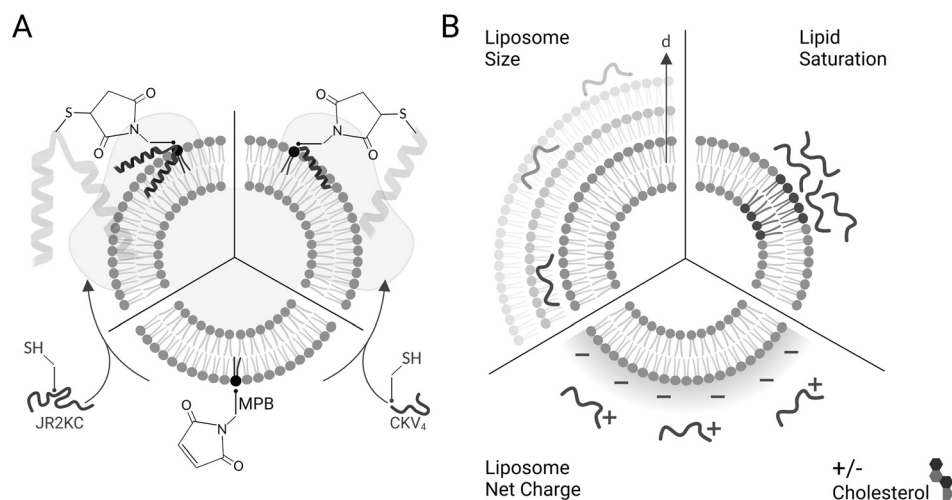 A
B
Liposome
Size
d
Lipid
Saturation
S
O
N
O
O
N
O
S
SH
JR2KC
MPB
O
N
O
SH
CKV₄
−
−
−
−
−
−
+
+
+
Liposome
Net Charge
+/-
Cholesterol